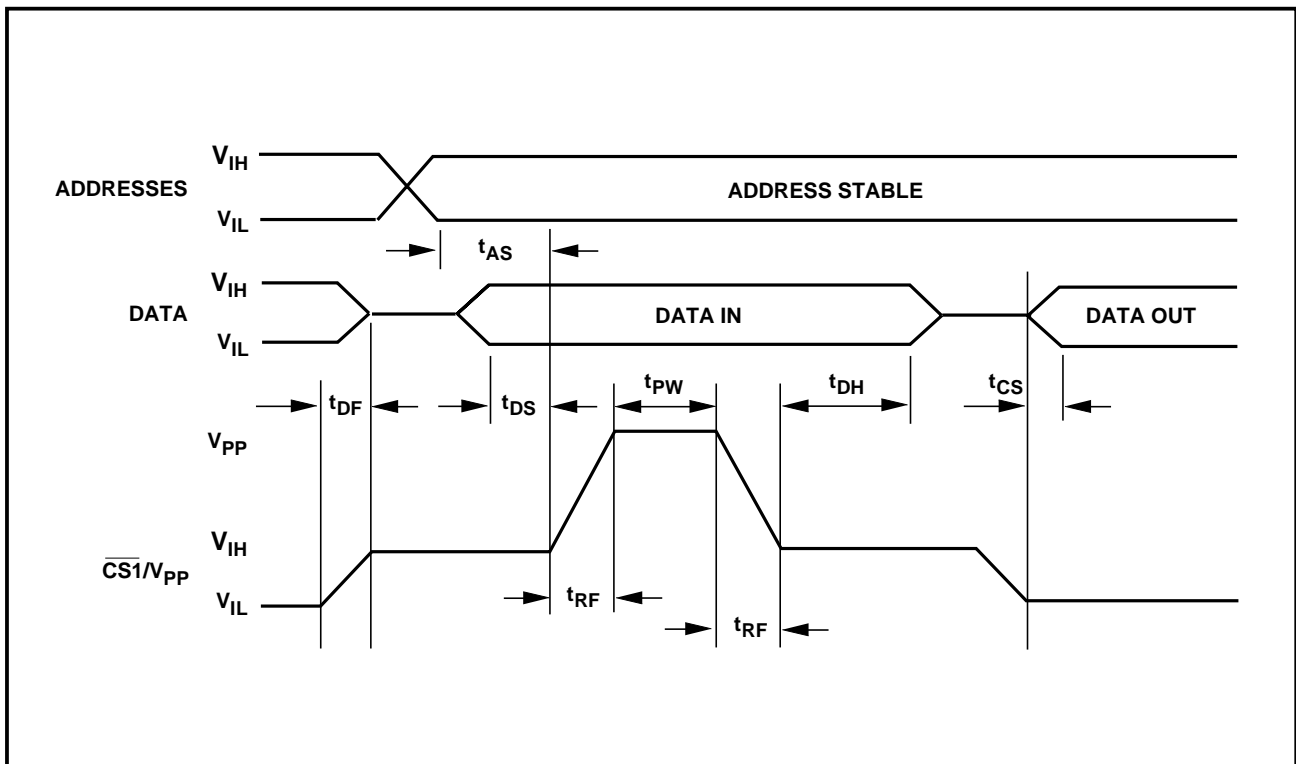 V_IH
ADDRESSES
ADDRESS STABLE
V_IL
t_AS
V_IH
DATA
DATA IN
DATA OUT
V_IL
t_DF
t_DS
t_PW
t_DH
t_CS
V_PP
V_IH
C̅S̅1̅/V_PP
V_IL
t_RF
t_RF